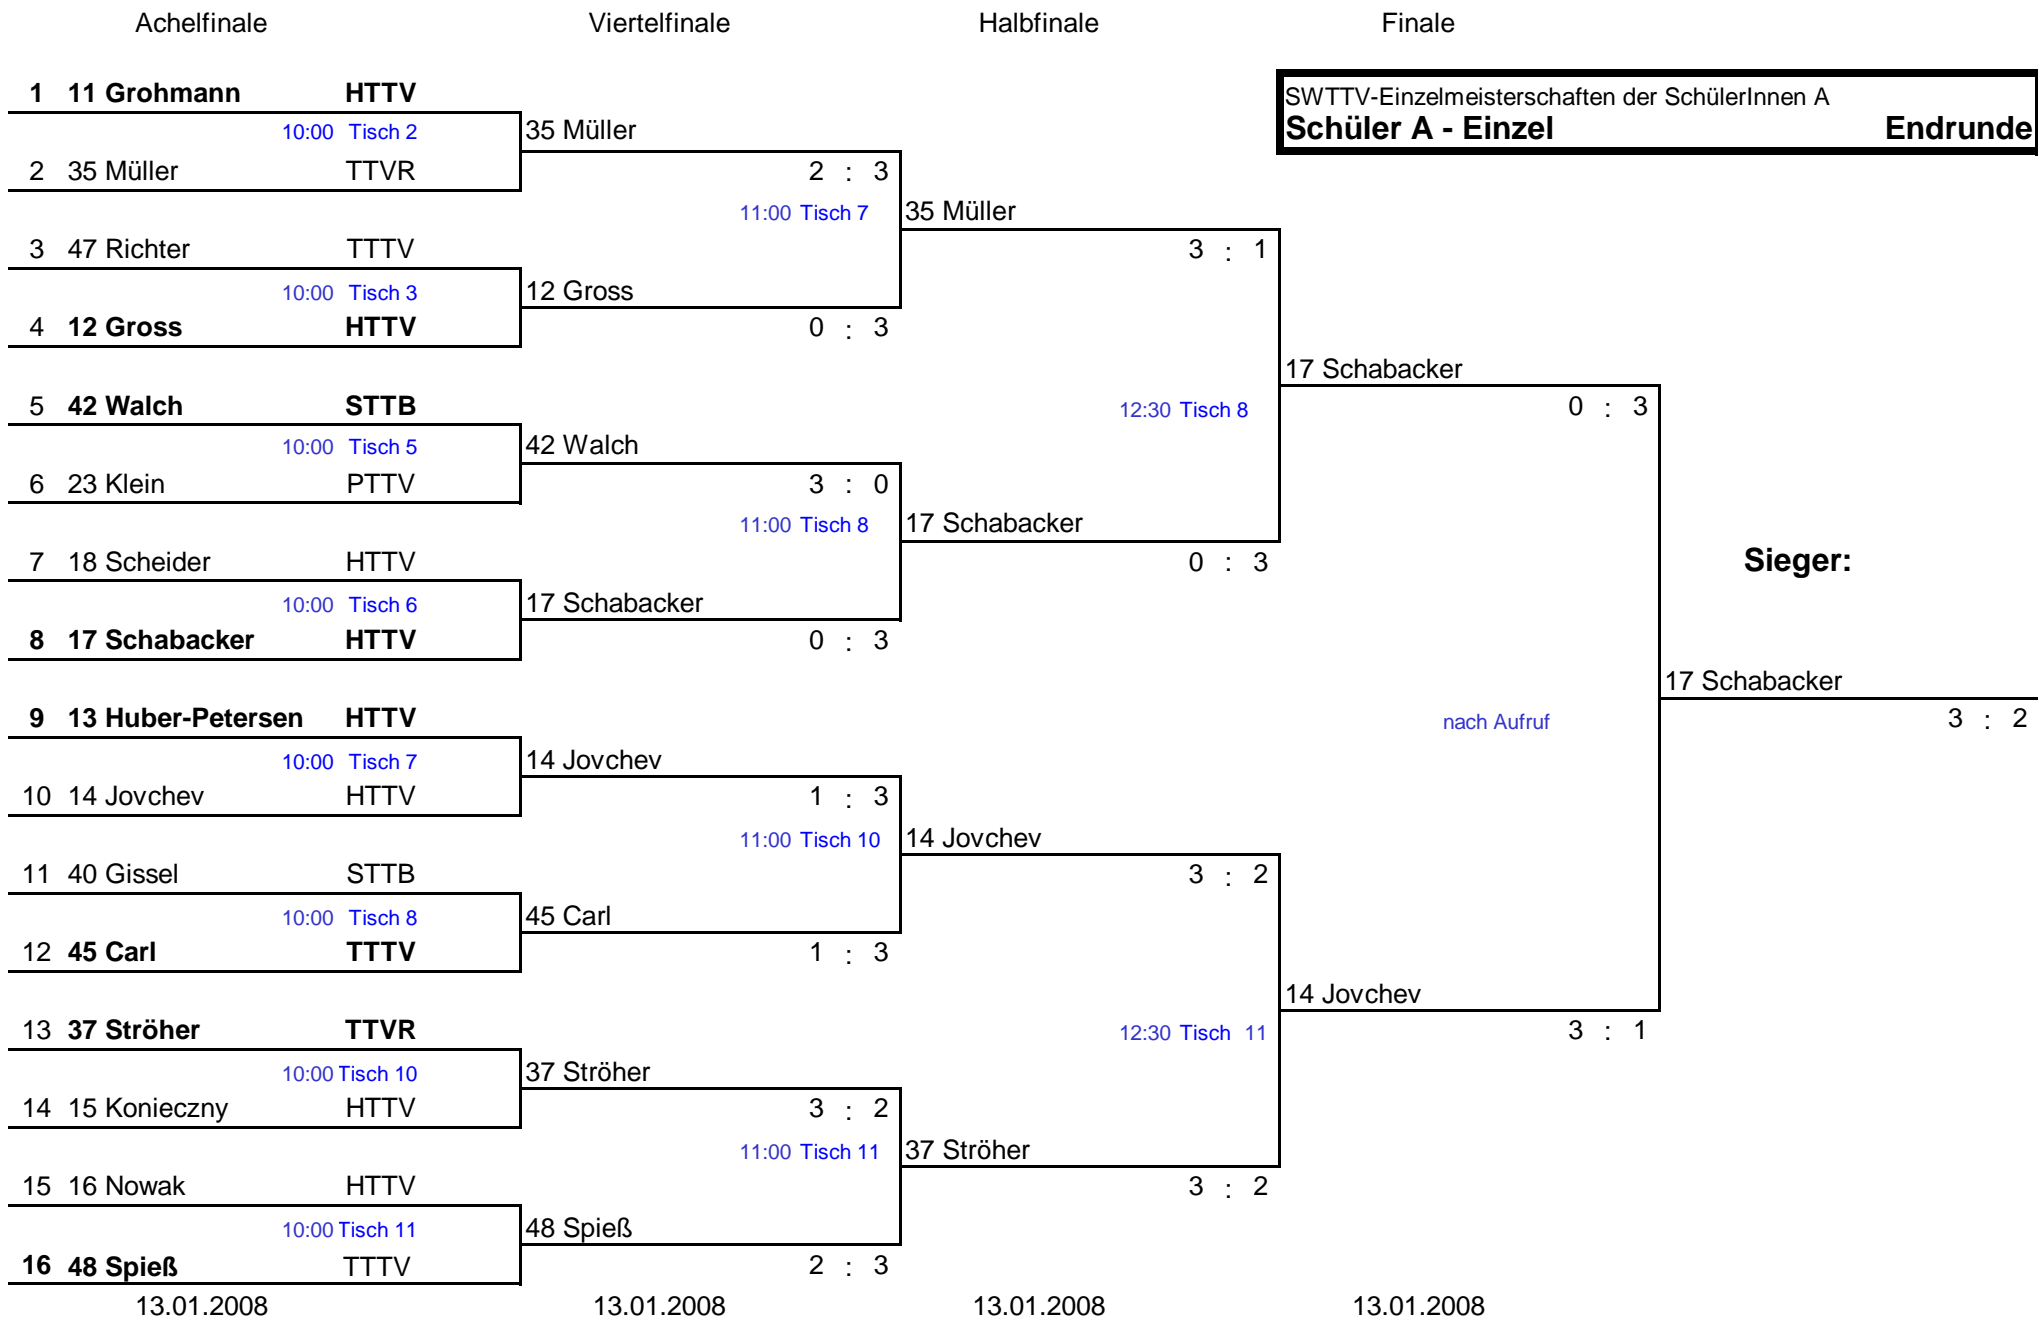 Achelfinale Viertelfinale Halbfinale Finale
1 11 Grohmann HTTV
SWTTV-Einzelmeisterschaften der SchülerInnen A
Schüler A - Einzel Endrunde
10:00 Tisch 2 35 Müller
2 35 Müller TTVR 2 : 3
11:00 Tisch 7 35 Müller
3 47 Richter TTTV 3 : 1
10:00 Tisch 3 12 Gross
4 12 Gross HTTV 0 : 3
17 Schabacker
5 42 Walch STTB 12:30 Tisch 8 0 : 3
10:00 Tisch 5 42 Walch
6 23 Klein PTTV 3 : 0
11:00 Tisch 8 17 Schabacker
7 18 Scheider HTTV 0 : 3 Sieger:
10:00 Tisch 6 17 Schabacker
8 17 Schabacker HTTV 0 : 3
17 Schabacker
9 13 Huber-Petersen HTTV nach Aufruf 3 : 2
10:00 Tisch 7 14 Jovchev
10 14 Jovchev HTTV 1 : 3
11:00 Tisch 10 14 Jovchev
11 40 Gissel STTB 3 : 2
10:00 Tisch 8 45 Carl
12 45 Carl TTTV 1 : 3
14 Jovchev
13 37 Ströher TTVR 12:30 Tisch 11 3 : 1
10:00 Tisch 10 37 Ströher
14 15 Konieczny HTTV 3 : 2
11:00 Tisch 11 37 Ströher
15 16 Nowak HTTV 3 : 2
10:00 Tisch 11 48 Spieß
16 48 Spieß TTTV 2 : 3
13.01.2008 13.01.2008 13.01.2008 13.01.2008